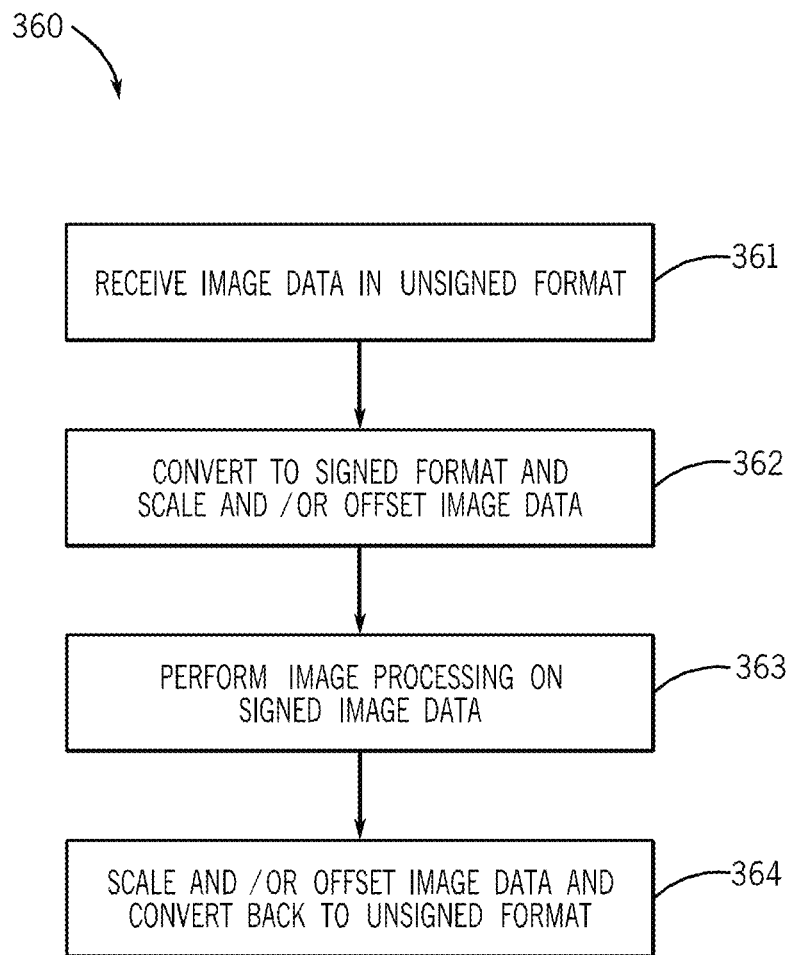 360
RECEIVE IMAGE DATA IN UNSIGNED FORMAT
361
CONVERT TO SIGNED FORMAT AND
SCALE AND /OR OFFSET IMAGE DATA
362
PERFORM IMAGE PROCESSING ON
SIGNED IMAGE DATA
363
SCALE AND /OR OFFSET IMAGE DATA AND
CONVERT BACK TO UNSIGNED FORMAT
364